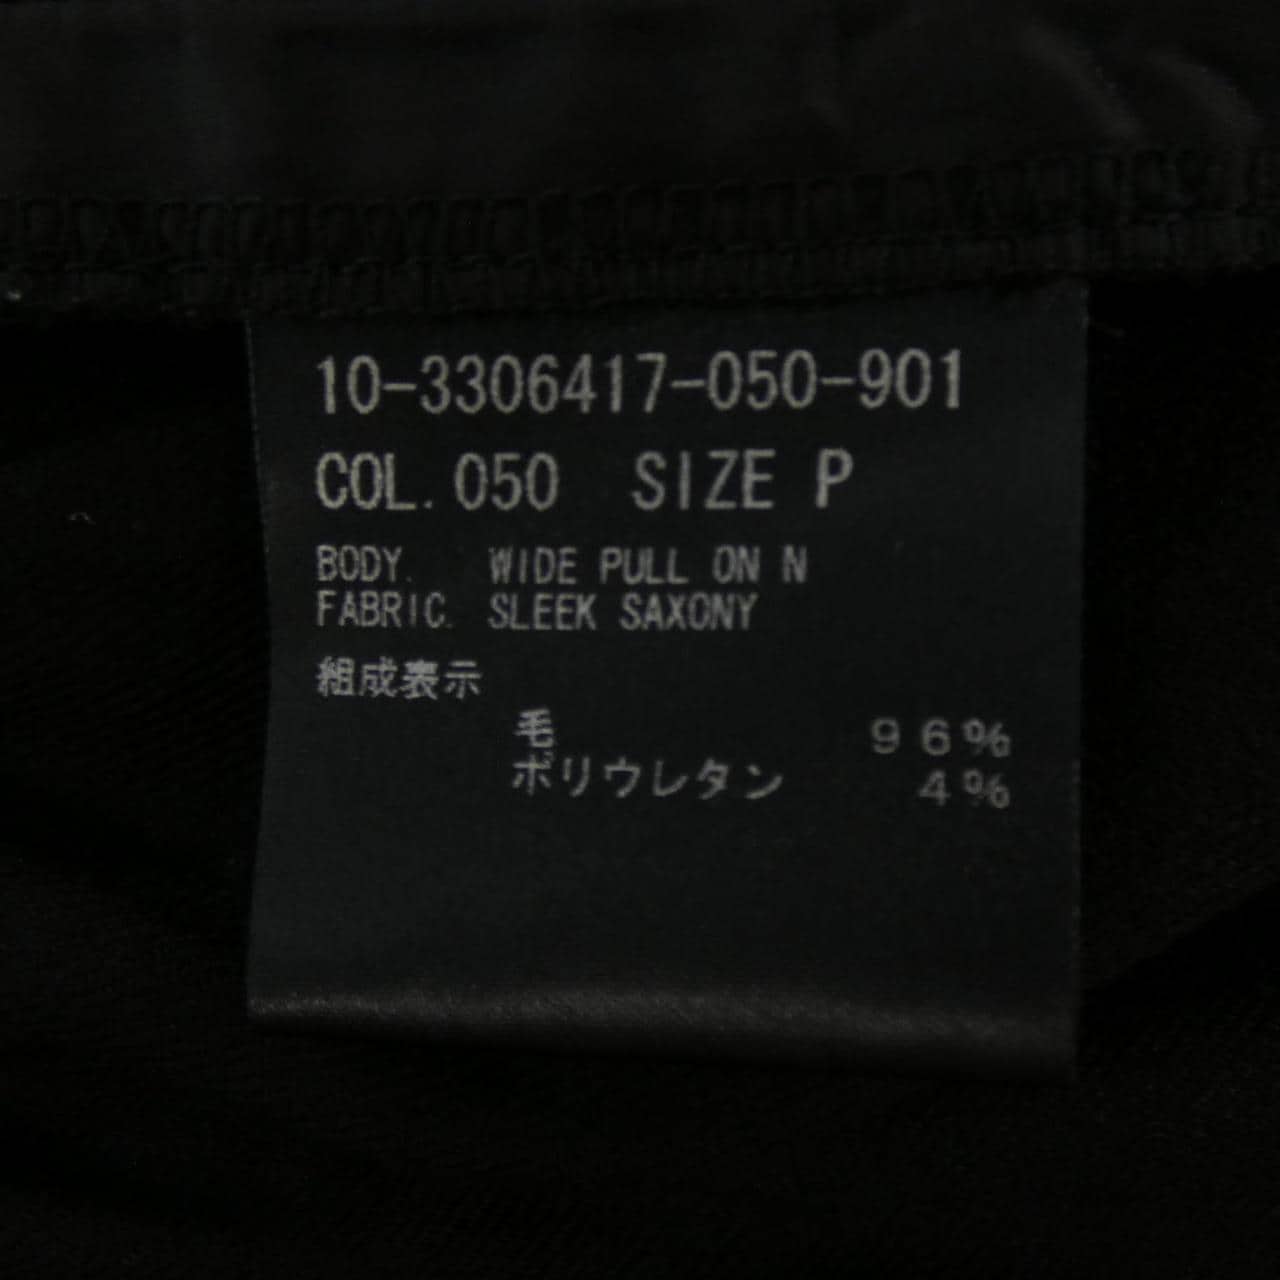 10-3306417-050-901
COL. 050 SIZE P
BODY. WIDE PULL ON N
FABRIC. SLEEK SAXONY
組成表示
毛 96%
ポリウレタン 4%